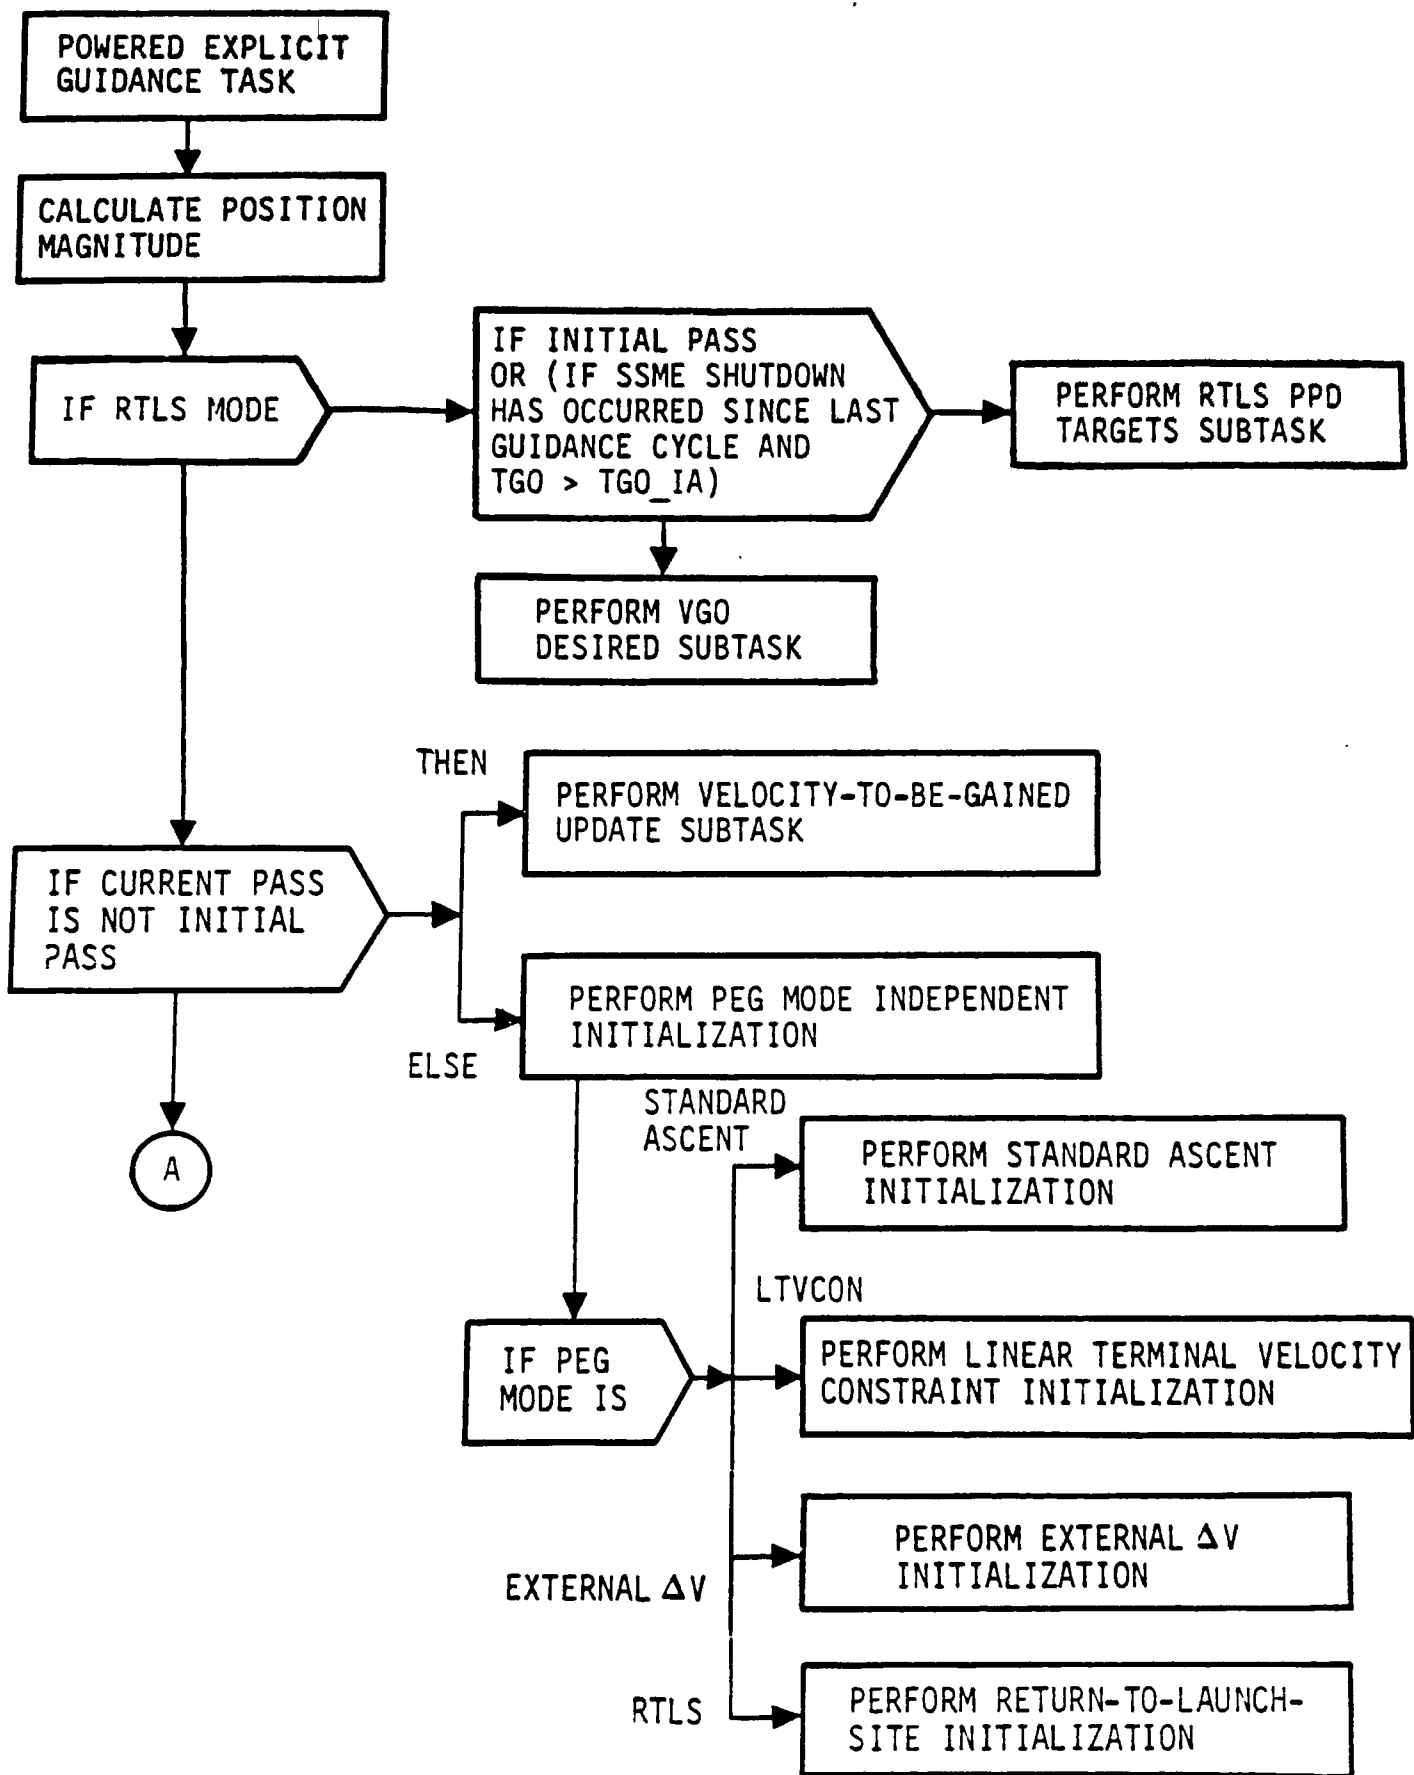 POWERED EXPLICIT
GUIDANCE TASK
CALCULATE POSITION
MAGNITUDE
IF RTLS MODE
IF INITIAL PASS
OR (IF SSME SHUTDOWN
HAS OCCURRED SINCE LAST
GUIDANCE CYCLE AND
TGO > TGO_IA)
PERFORM RTLS PPD
TARGETS SUBTASK
PERFORM VGO
DESIRED SUBTASK
IF CURRENT PASS
IS NOT INITIAL
PASS
THEN
PERFORM VELOCITY-TO-BE-GAINED
UPDATE SUBTASK
ELSE
PERFORM PEG MODE INDEPENDENT
INITIALIZATION
A
IF PEG
MODE IS
STANDARD
ASCENT
PERFORM STANDARD ASCENT
INITIALIZATION
LTVCON
PERFORM LINEAR TERMINAL VELOCITY
CONSTRAINT INITIALIZATION
EXTERNAL ΔV
PERFORM EXTERNAL ΔV
INITIALIZATION
RTLS
PERFORM RETURN-TO-LAUNCH-
SITE INITIALIZATION